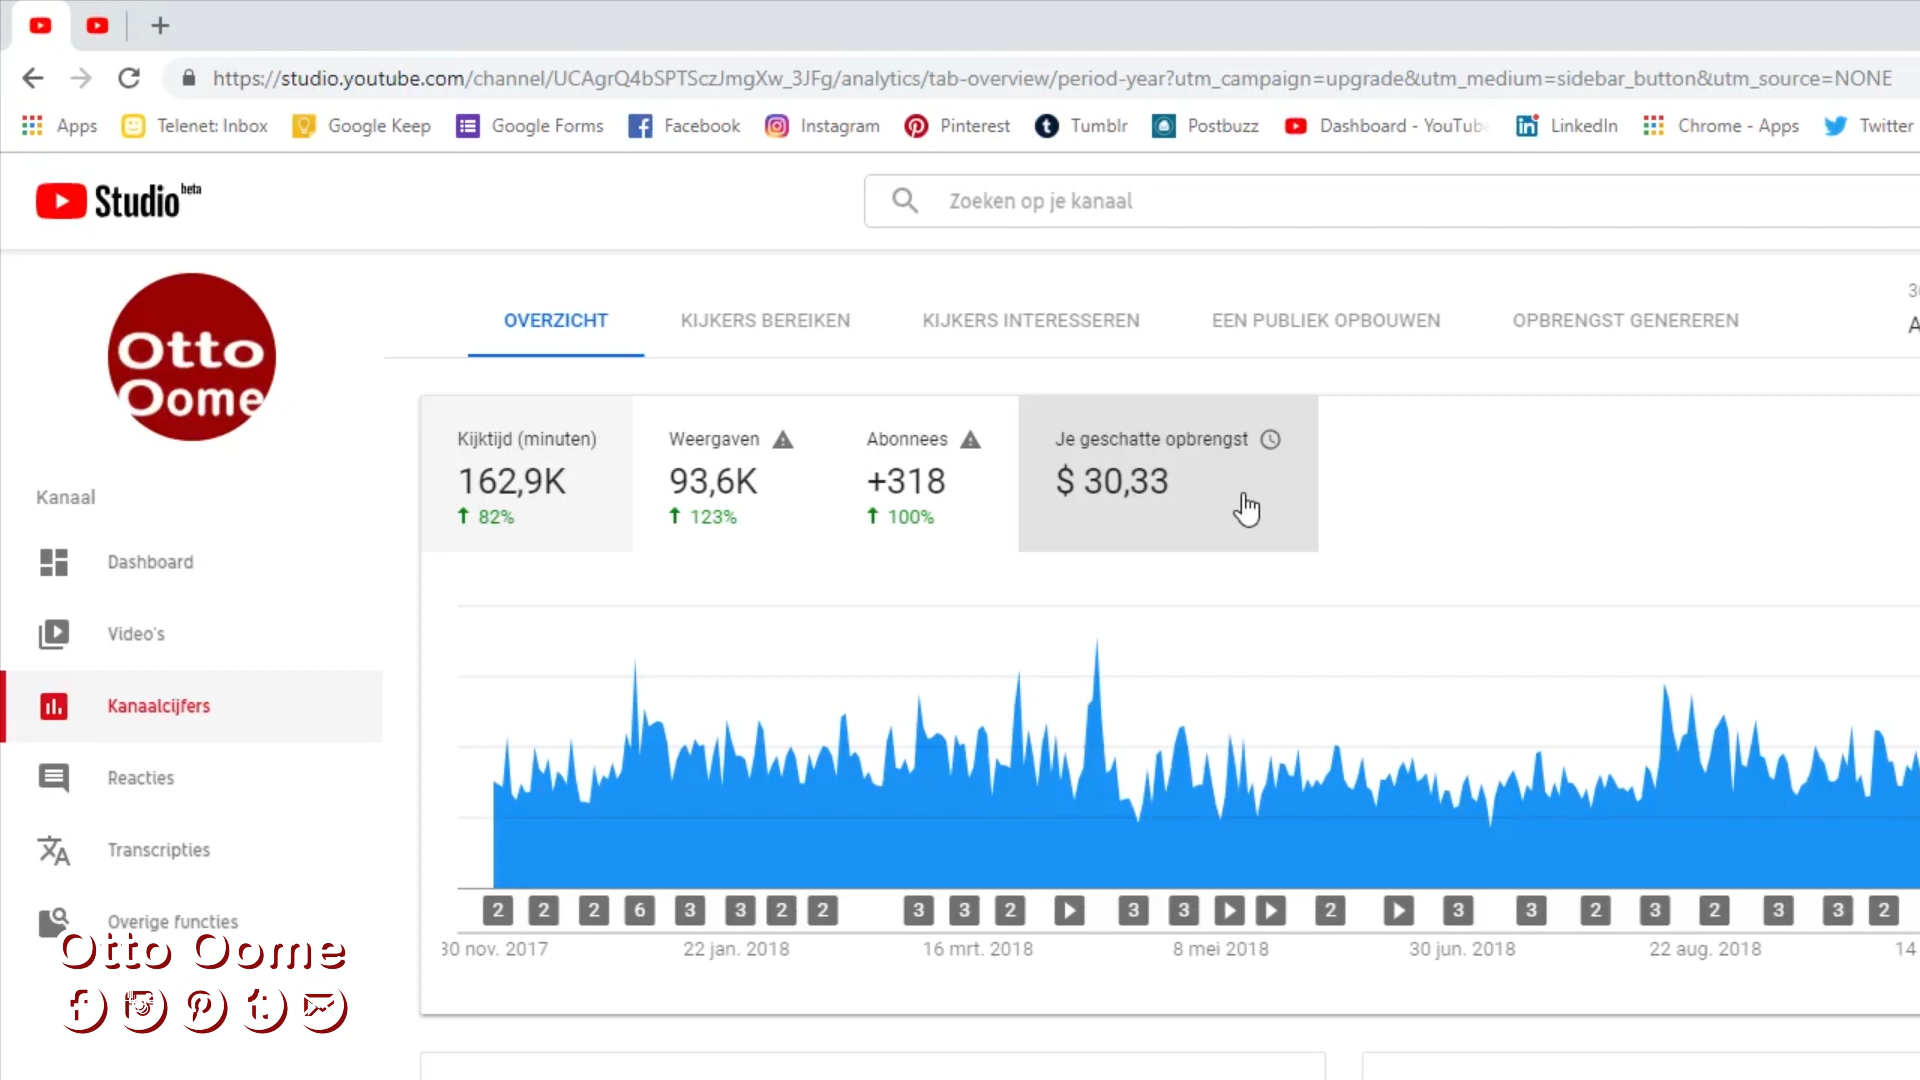 https://studio.youtube.com/channel/UCAgrQ4bSPTSczJmgXw_3JFg/analytics/tab-overview/period-year?utm_campaign=upgrade&utm_medium=sidebar_button&utm_source=NONE
Apps Telenet: Inbox Google Keep Google Forms Facebook Instagram Pinterest Tumblr Postbuzz Dashboard - YouTube LinkedIn Chrome - Apps Twitter
Studio beta
Zoeken op je kanaal
Otto
Oome
OVERZICHT KIJKERS BEREIKEN KIJKERS INTERESSEREN EEN PUBLIEK OPBOUWEN OPBRENGST GENEREREN
Kijktijd (minuten) Weergaven Abonnees Je geschatte opbrengst
162,9K 93,6K +318 $ 30,33
82% 123% 100%
Kanaal
Dashboard
Video's
Kanaalcijfers
Reacties
Transcripties
Overige functies
2 2 2 6 3 3 2 2 3 3 2 3 3 2 3 3 2 3 2 3 3 2
30 nov. 2017 22 jan. 2018 16 mrt. 2018 8 mei 2018 30 jun. 2018 22 aug. 2018 14
Otto Oome